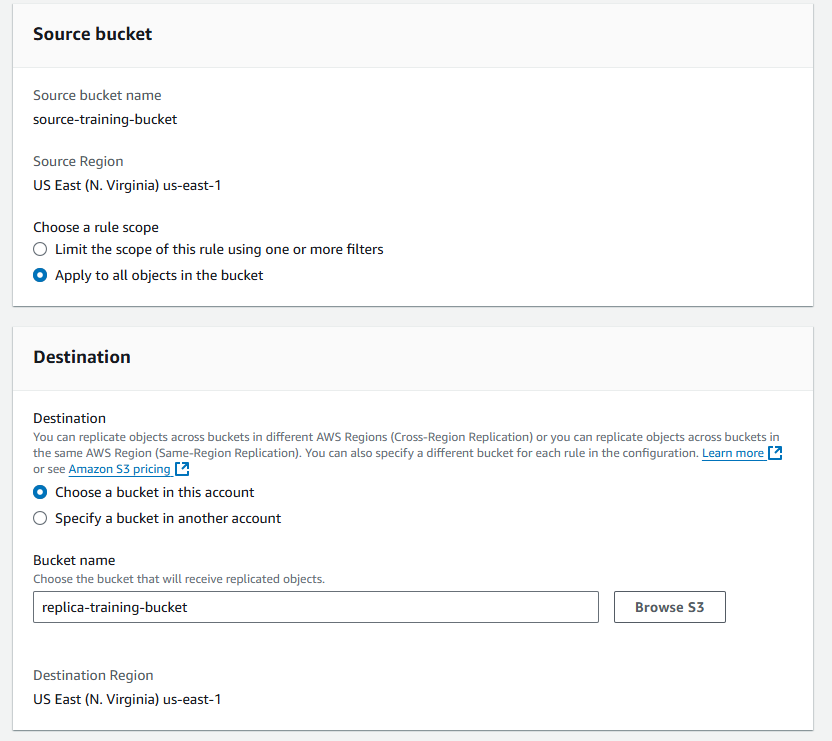 Source bucket
Source bucket name
source-training-bucket
Source Region
US East (N. Virginia) us-east-1
Choose a rule scope
Limit the scope of this rule using one or more filters
Apply to all objects in the bucket
Destination
Destination
You can replicate objects across buckets in different AWS Regions (Cross-Region Replication) or you can replicate objects across buckets in
the same AWS Region (Same-Region Replication). You can also specify a different bucket for each rule in the configuration. Learn more
or see Amazon S3 pricing
Choose a bucket in this account
Specify a bucket in another account
Bucket name
Choose the bucket that will receive replicated objects.
replica-training-bucket
Browse S3
Destination Region
US East (N. Virginia) us-east-1